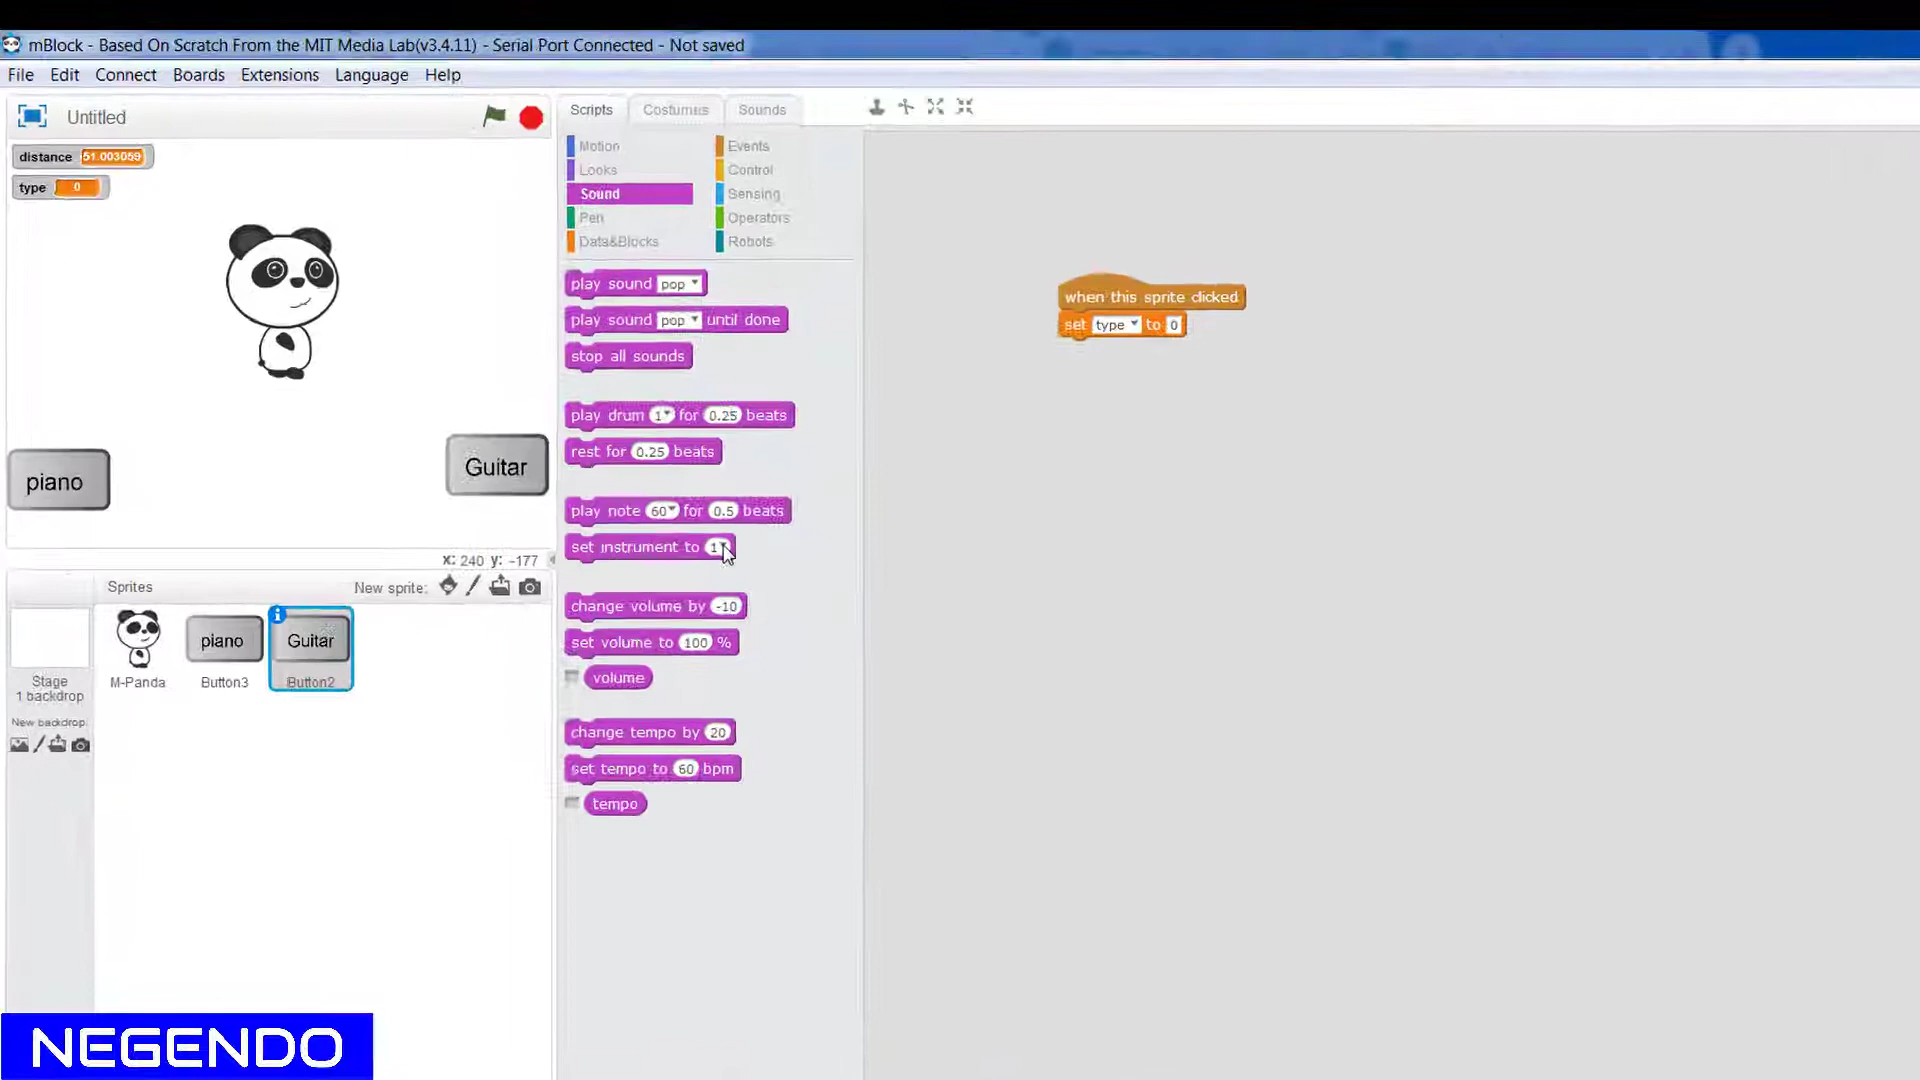 mBlock - Based On Scratch From the MIT Media Lab(v3.4.11) - Serial Port Connected - Not saved
File Edit Connect Boards Extensions Language Help
Untitled
distance 51.003059
type 0
piano
Guitar
x: 240 y: -177
Sprites
New sprite:
Stage
1 backdrop
New backdrop:
M-Panda
piano
Button3
Guitar
Button2
Scripts Costumes Sounds
Motion Events
Looks Control
Sound Sensing
Pen Operators
Data&Blocks Robots
play sound pop
play sound pop until done
stop all sounds
play drum 1 for 0.25 beats
rest for 0.25 beats
play note 60 for 0.5 beats
set instrument to 1
change volume by -10
set volume to 100 %
volume
change tempo by 20
set tempo to 60 bpm
tempo
when this sprite clicked
set type to 0
NEGENDO